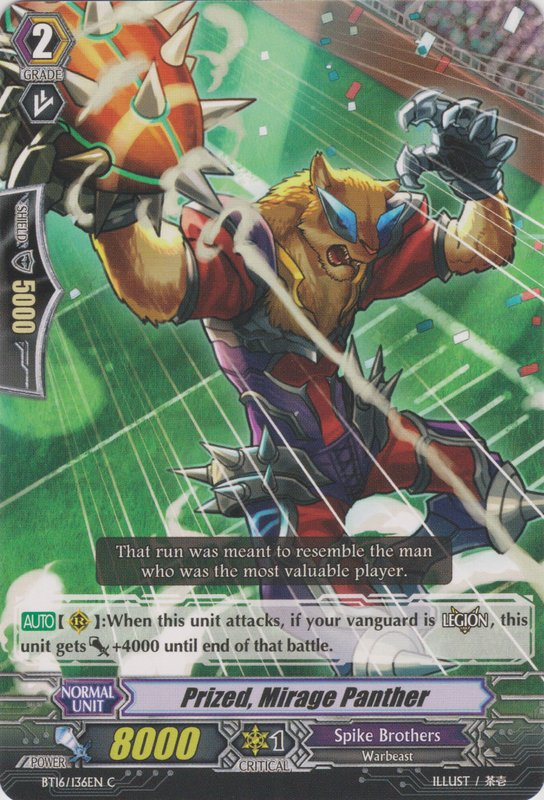 2
GRADE
SHIELD
5000
That run was meant to resemble the man
who was the most valuable player.
AUTO【 R 】:When this unit attacks, if your vanguard is LEGION, this
unit gets +4000 until end of that battle.
NORMAL
UNIT
Prized, Mirage Panther
POWER
8000
1
CRITICAL
Spike Brothers
Warbeast
BT16/136EN C
ILLUST / 茶壱